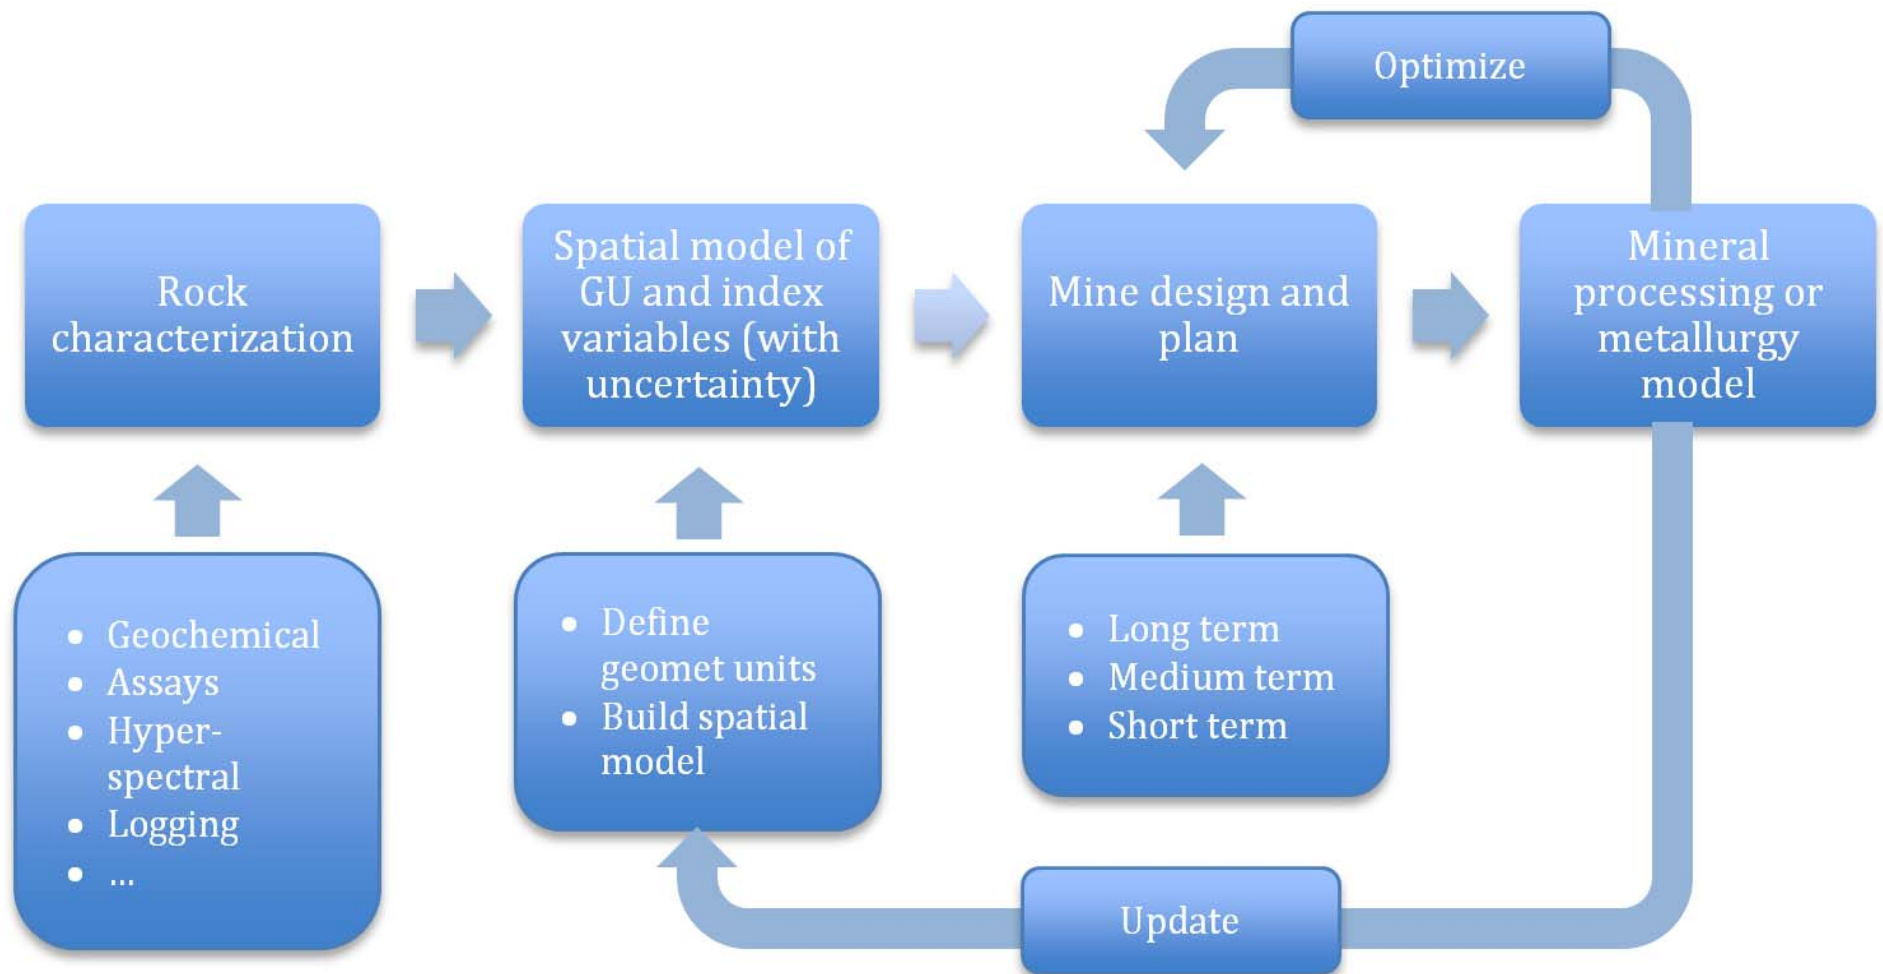 Optimize
Rock
characterization
Spatial model of
GU and index
variables (with
uncertainty)
Mine design and
plan
Mineral
processing or
metallurgy
model
• Geochemical
• Assays
• Hyper-
spectral
• Logging
• ...
• Define
geomet units
• Build spatial
model
• Long term
• Medium term
• Short term
Update